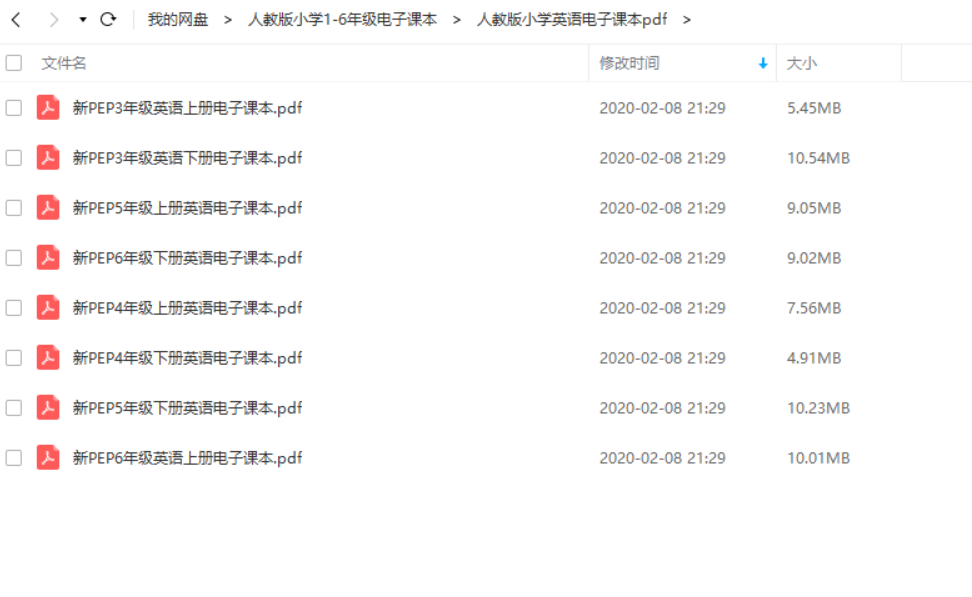 我的网盘 > 人教版小学1-6年级电子课本 > 人教版小学英语电子课本pdf >
文件名 修改时间 大小
新PEP3年级英语上册电子课本.pdf 2020-02-08 21:29 5.45MB
新PEP3年级英语下册电子课本.pdf 2020-02-08 21:29 10.54MB
新PEP5年级上册英语电子课本.pdf 2020-02-08 21:29 9.05MB
新PEP6年级下册英语电子课本.pdf 2020-02-08 21:29 9.02MB
新PEP4年级上册英语电子课本.pdf 2020-02-08 21:29 7.56MB
新PEP4年级下册英语电子课本.pdf 2020-02-08 21:29 4.91MB
新PEP5年级下册英语电子课本.pdf 2020-02-08 21:29 10.23MB
新PEP6年级英语上册电子课本.pdf 2020-02-08 21:29 10.01MB